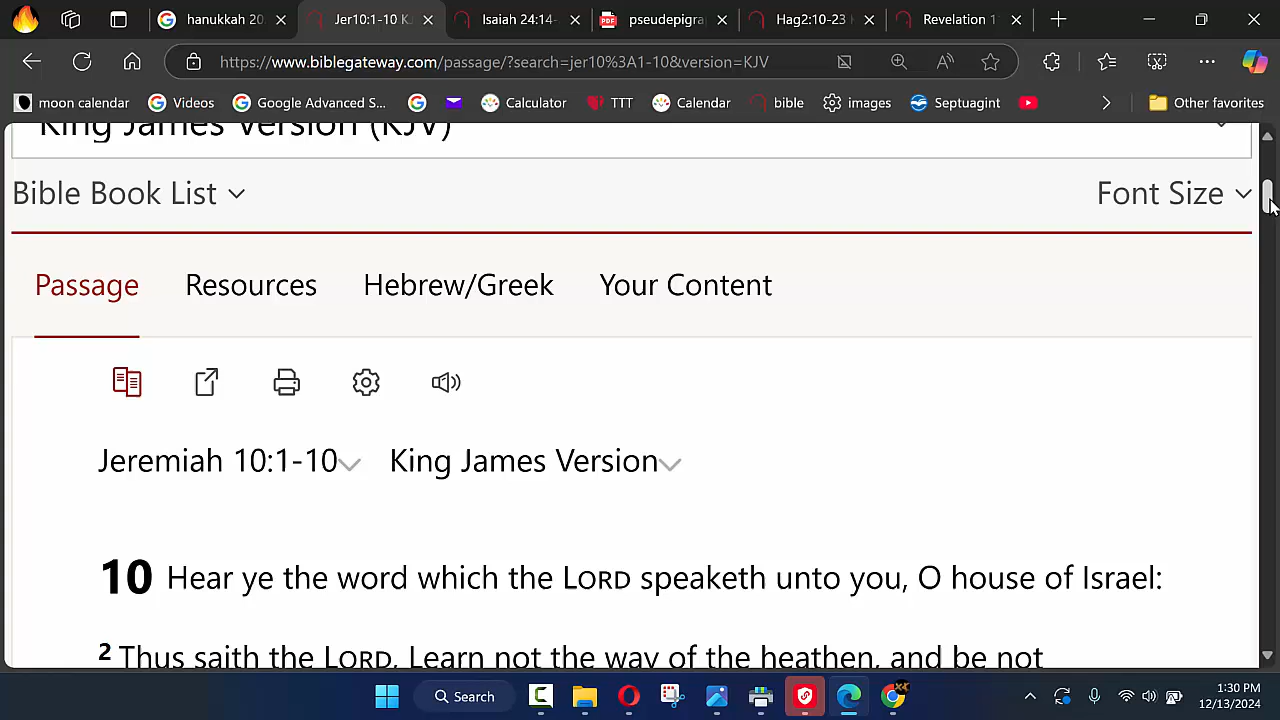 hanukkah 20
Jer10:1-10 K
Isaiah 24:14-
pseudepigra
Hag2:10-23
Revelation 1
https://www.biblegateway.com/passage/?search=jer10%3A1-10&version=KJV
moon calendar
Videos
Google Advanced S...
Calculator
TTT
Calendar
bible
images
Septuagint
Other favorites
King James Version (KJV)
Bible Book List
Font Size
Passage
Resources
Hebrew/Greek
Your Content
Jeremiah 10:1-10 King James Version
10 Hear ye the word which the LORD speaketh unto you, O house of Israel:
2 Thus saith the LORD, Learn not the way of the heathen, and be not
Search
1:30 PM
12/13/2024